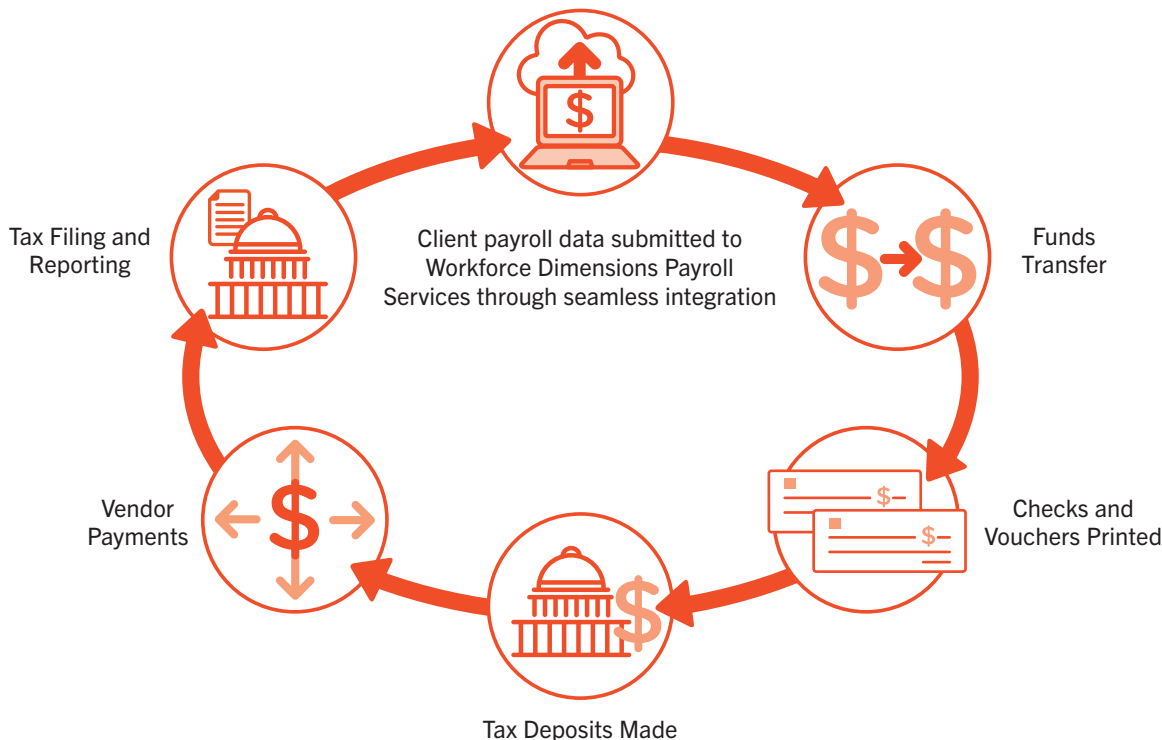 Client payroll data submitted to
Workforce Dimensions Payroll
Services through seamless integration
Funds
Transfer
Checks and
Vouchers Printed
Tax Deposits Made
Vendor
Payments
Tax Filing and
Reporting
$
$
$
$
$
$
$